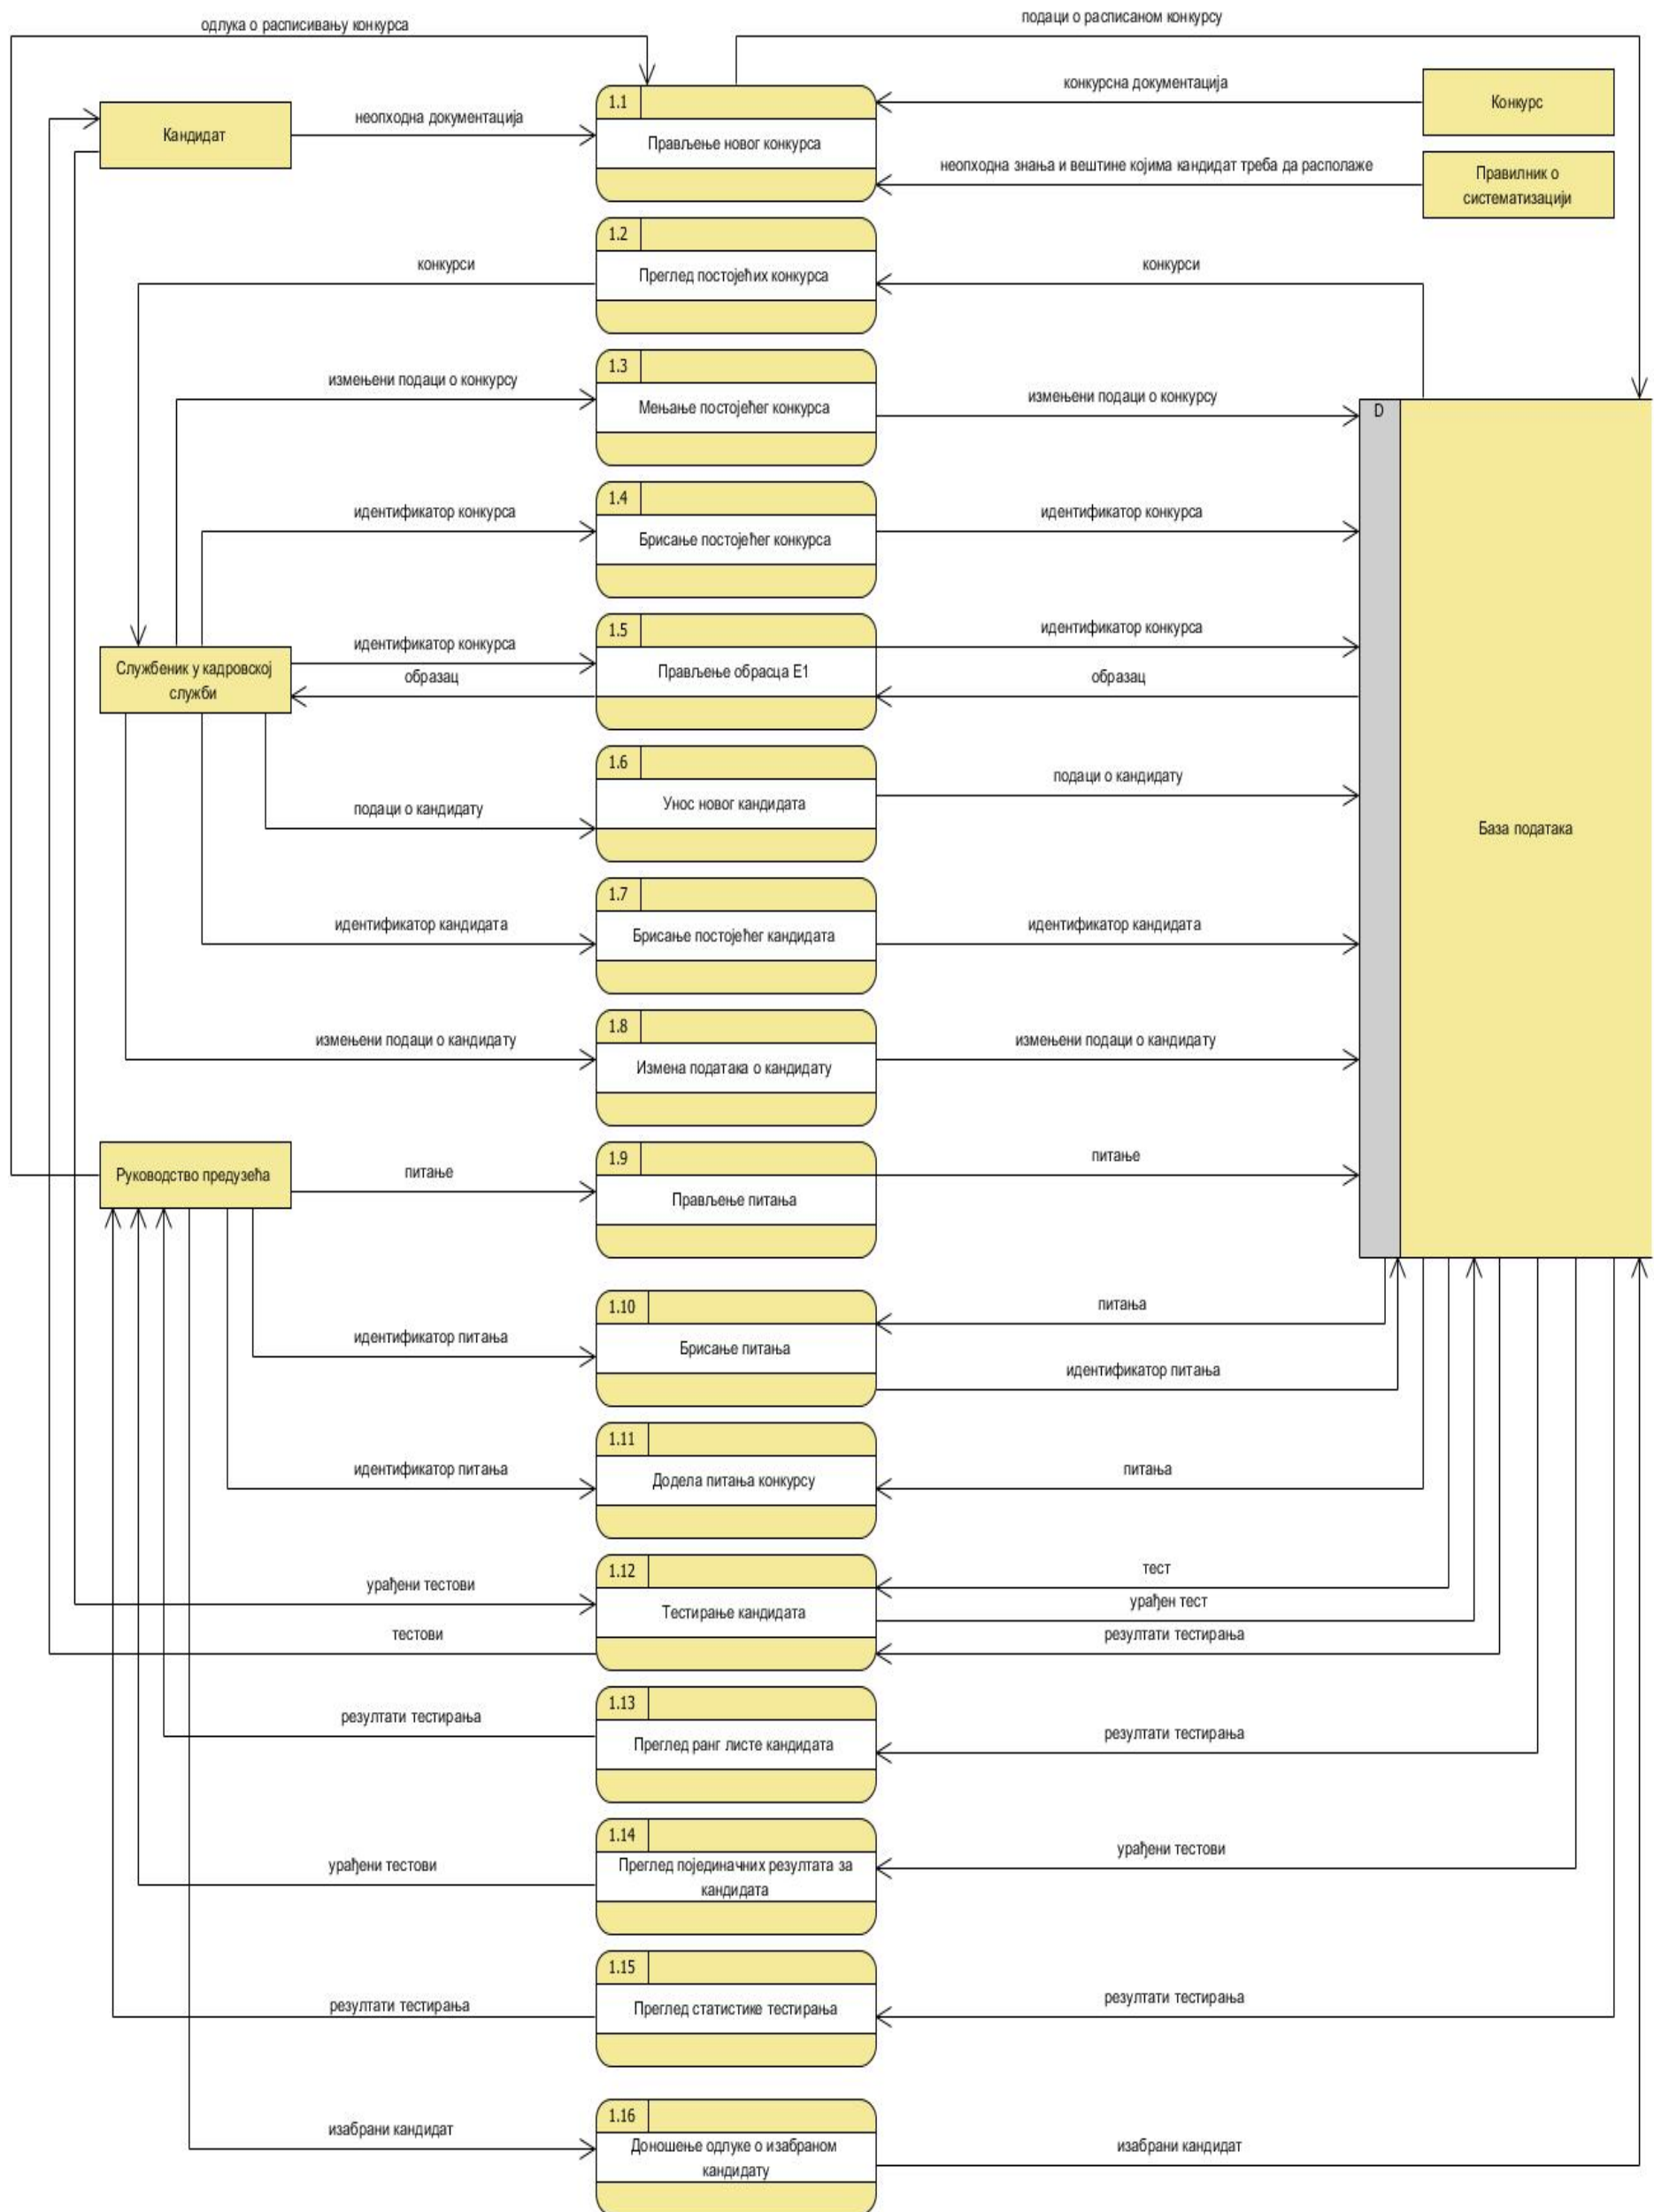 одлука о расписивању конкурса
подаци о расписаном конкурсу
Кандидат
неопходна документација
1.1
Прављење новог конкурса
конкурсна документација
Конкурс
неопходна знања и вештине којима кандидат треба да располаже
Правилник о
систематизацији
1.2
конкурси
Преглед постојећих конкурса
конкурси
1.3
измењени подаци о конкурсу
Мењање постојећег конкурса
измењени подаци о конкурсу
D
1.4
идентификатор конкурса
Брисање постојећег конкурса
идентификатор конкурса
1.5
Службеник у кадровској
служби
идентификатор конкурса
образац
Прављење обрасца Е1
идентификатор конкурса
образац
1.6
подаци о кандидату
Унос новог кандидата
подаци о кандидату
База података
1.7
идентификатор кандидата
Брисање постојећег кандидата
идентификатор кандидата
1.8
измењени подаци о кандидату
Измена података о кандидату
измењени подаци о кандидату
1.9
Руководство предузећа
питање
Прављење питања
питање
1.10
идентификатор питања
Брисање питања
питања
идентификатор питања
1.11
идентификатор питања
Додела питања конкурсу
питања
1.12
урађени тестови
Тестирање кандидата
тестови
тест
урађен тест
резултати тестирања
1.13
резултати тестирања
Преглед ранг листе кандидата
резултати тестирања
1.14
урађени тестови
Преглед појединачних резултата за
кандидата
урађени тестови
1.15
резултати тестирања
Преглед статистике тестирања
резултати тестирања
1.16
изабрани кандидат
Доношење одлуке о изабраном
кандидату
изабрани кандидат